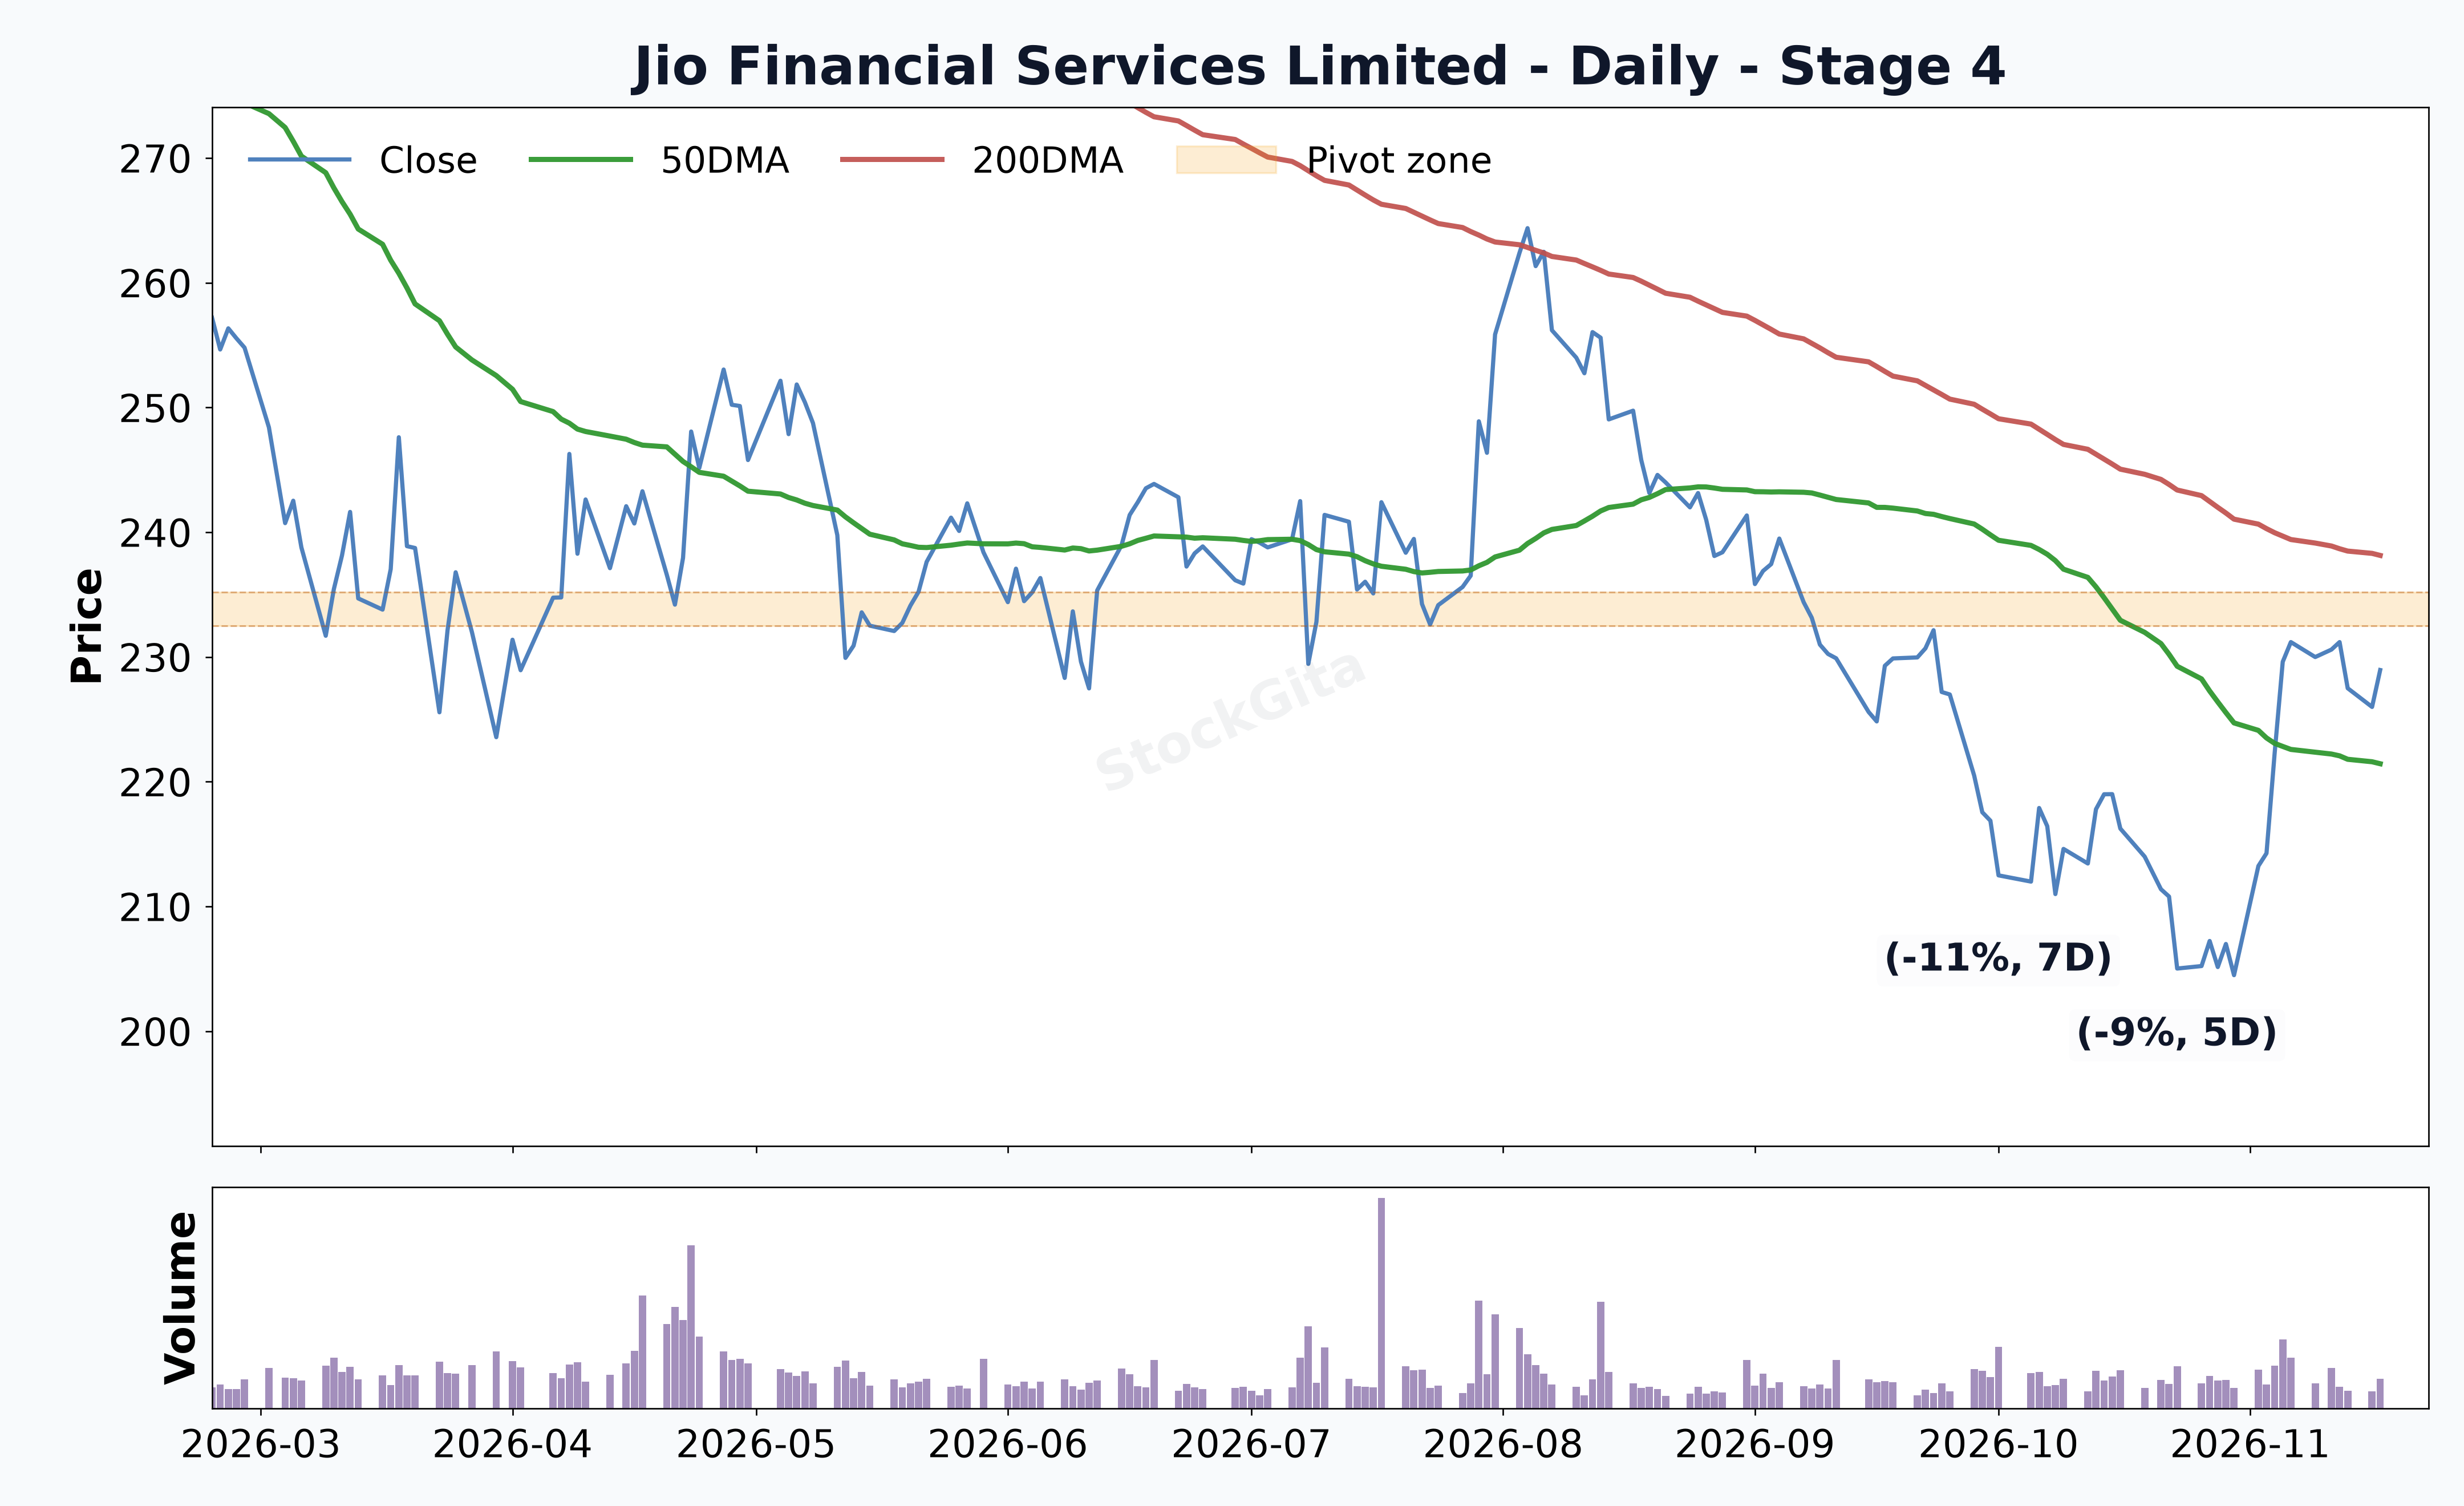 Jio Financial Services Limited - Daily - Stage 4
Close 50DMA 200DMA Pivot zone
270
260
250
240
230
220
210
200
Price
StockGita
(-11%, 7D)
(-9%, 5D)
Volume
2026-03 2026-04 2026-05 2026-06 2026-07 2026-08 2026-09 2026-10 2026-11